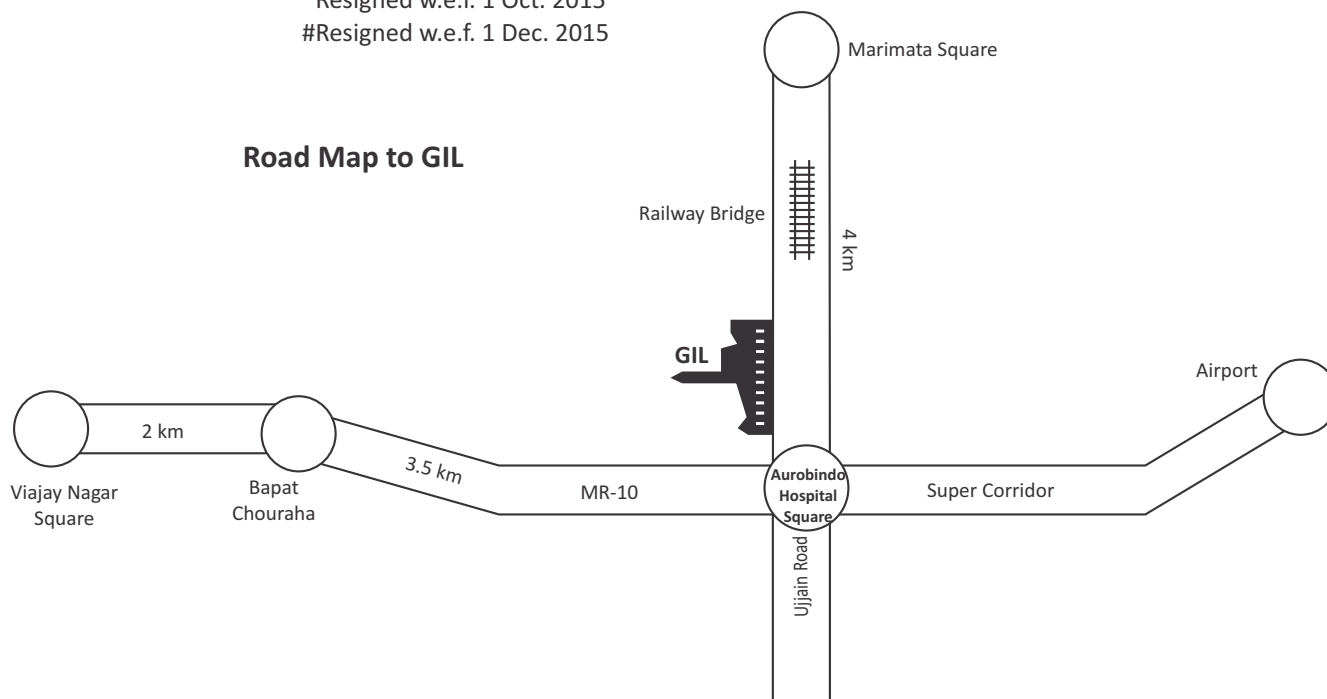 Resigned w.e.f. 1 Oct. 2015
#Resigned w.e.f. 1 Dec. 2015
Marimata Square
Road Map to GIL
Railway Bridge
4 km
GIL
Airport
2 km
3.5 km
Viajay Nagar
Square
Bapat
Chouraha
MR-10
Aurobindo
Hospital
Square
Super Corridor
Ujjain Road